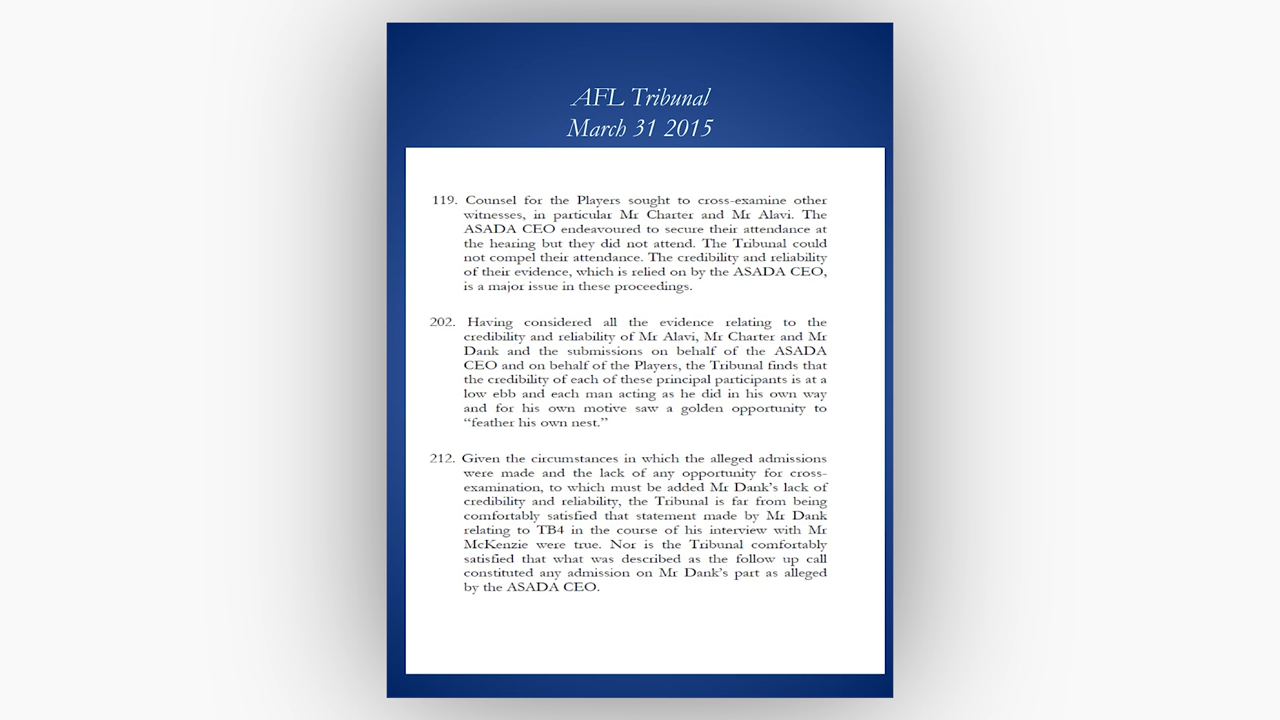 AFL Tribunal
March 31 2015
119. Counsel for the Players sought to cross-examine other
witnesses, in particular Mr Charter and Mr Alavi. The
ASADA CEO endeavoured to secure their attendance at
the hearing but they did not attend. The Tribunal could
not compel their attendance. The credibility and reliability
of their evidence, which is relied on by the ASADA CEO,
is a major issue in these proceedings.
202. Having considered all the evidence relating to the
credibility and reliability of Mr Alavi, Mr Charter and Mr
Dank and the submissions on behalf of the ASADA
CEO and on behalf of the Players, the Tribunal finds that
the credibility of each of these principal participants is at a
low ebb and each man acting as he did in his own way
and for his own motive saw a golden opportunity to
“feather his own nest.”
212. Given the circumstances in which the alleged admissions
were made and the lack of any opportunity for cross-
examination, to which must be added Mr Dank’s lack of
credibility and reliability, the Tribunal is far from being
comfortably satisfied that statement made by Mr Dank
relating to TB4 in the course of his interview with Mr
McKenzie were true. Nor is the Tribunal comfortably
satisfied that what was described as the follow up call
constituted any admission on Mr Dank’s part as alleged
by the ASADA CEO.